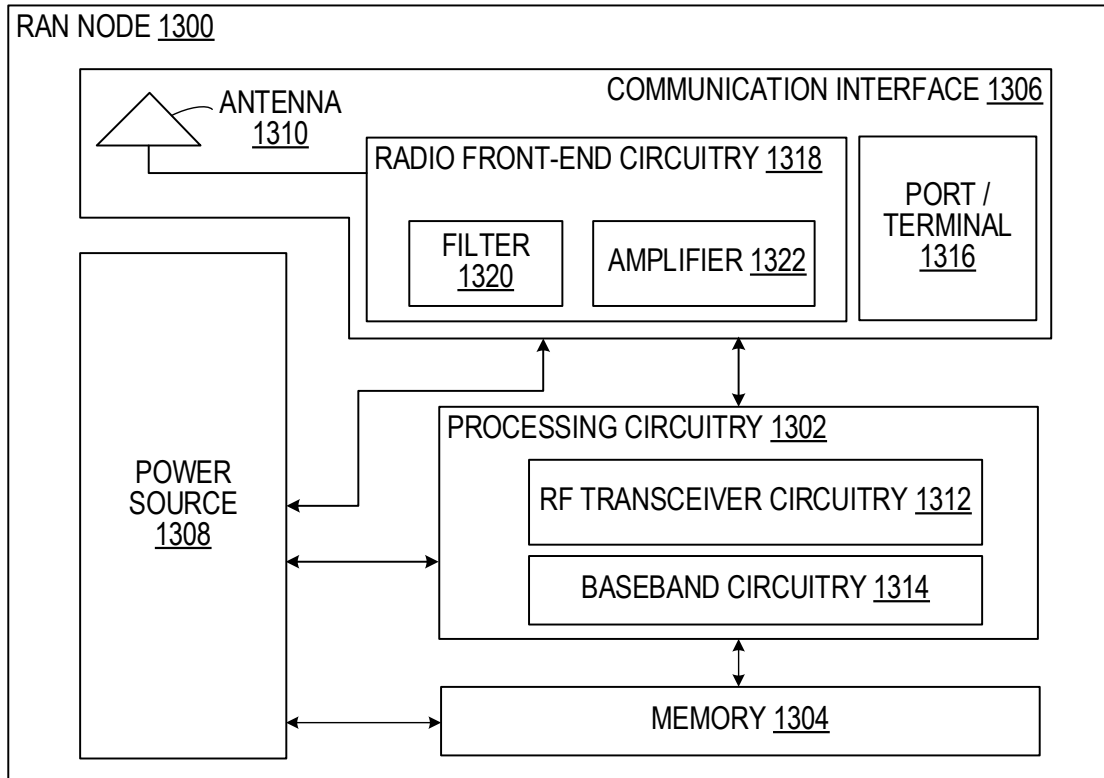 RAN NODE 1300
COMMUNICATION INTERFACE 1306
ANTENNA
1310
RADIO FRONT-END CIRCUITRY 1318
FILTER
1320
AMPLIFIER 1322
PORT /
TERMINAL
1316
POWER
SOURCE
1308
PROCESSING CIRCUITRY 1302
RF TRANSCEIVER CIRCUITRY 1312
BASEBAND CIRCUITRY 1314
MEMORY 1304